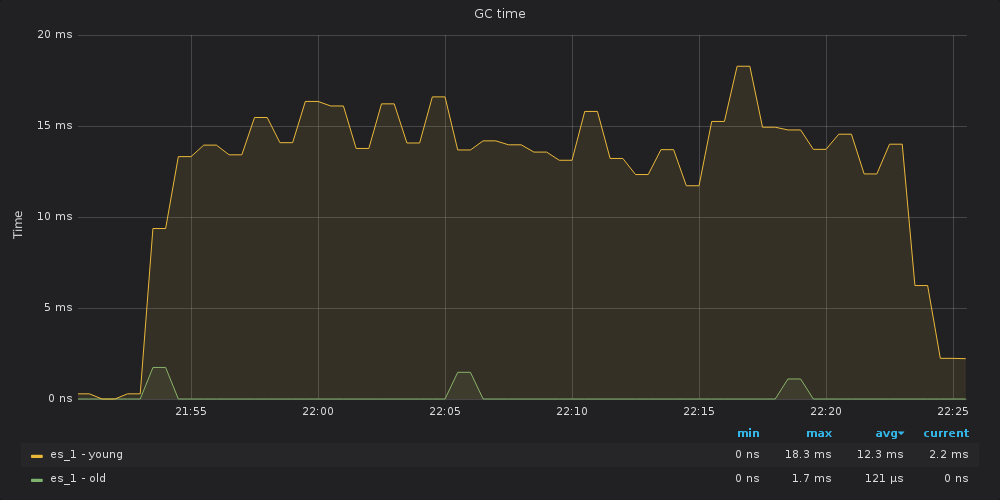 GC time
20 ms
15 ms
10 ms
5 ms
0 ns
Time
21:55 22:00 22:05 22:10 22:15 22:20 22:25
min max avg current
es_1 - young 0 ns 18.3 ms 12.3 ms 2.2 ms
es_1 - old 0 ns 1.7 ms 121 µs 0 ns